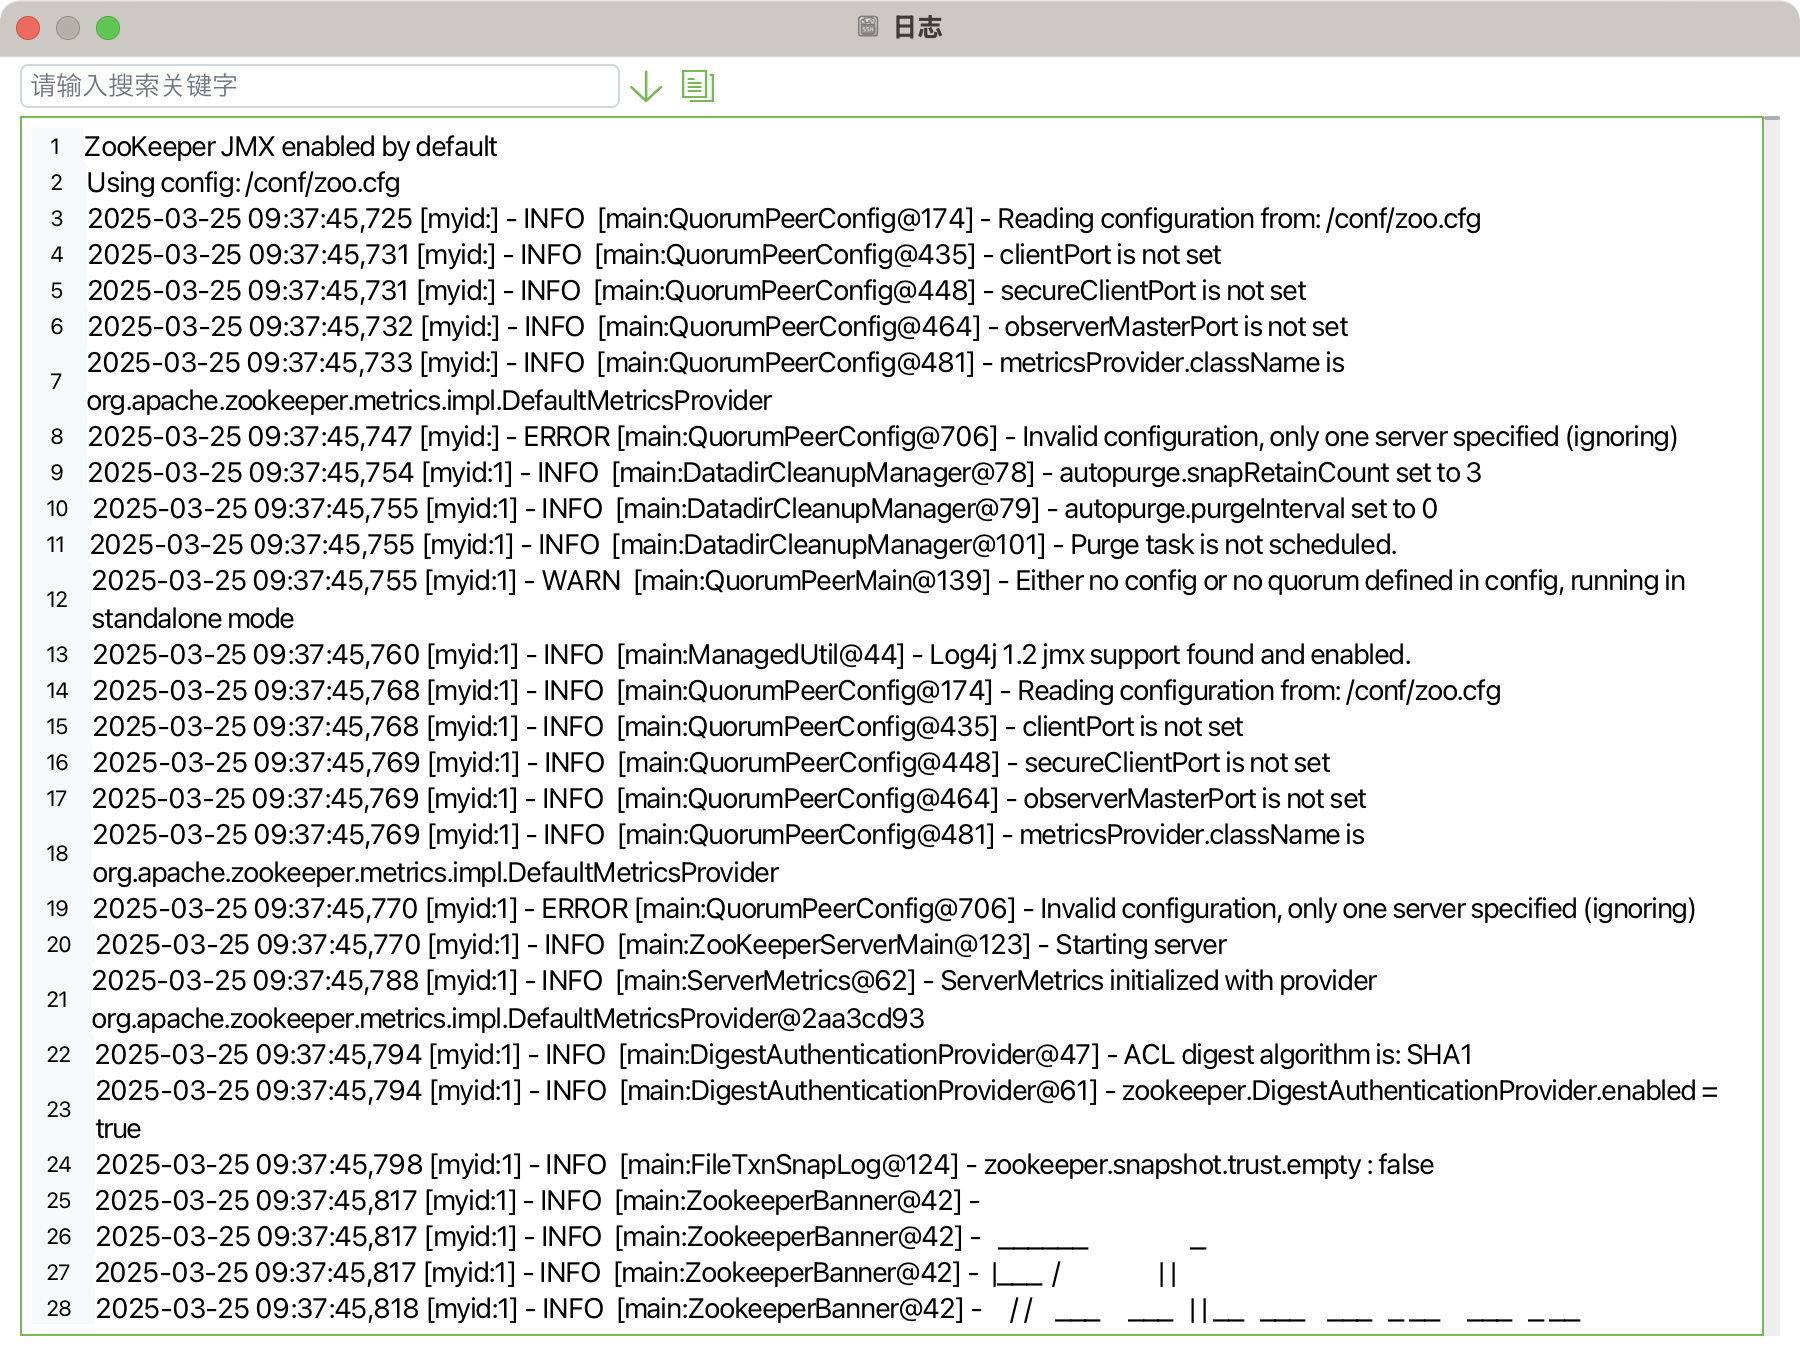 日志
请输入搜索关键字
1 ZooKeeper JMX enabled by default
2 Using config: /conf/zoo.cfg
3 2025-03-25 09:37:45,725 [myid:] - INFO  [main:QuorumPeerConfig@174] - Reading configuration from: /conf/zoo.cfg
4 2025-03-25 09:37:45,731 [myid:] - INFO  [main:QuorumPeerConfig@435] - clientPort is not set
5 2025-03-25 09:37:45,731 [myid:] - INFO  [main:QuorumPeerConfig@448] - secureClientPort is not set
6 2025-03-25 09:37:45,732 [myid:] - INFO  [main:QuorumPeerConfig@464] - observerMasterPort is not set
7 2025-03-25 09:37:45,733 [myid:] - INFO  [main:QuorumPeerConfig@481] - metricsProvider.className is
org.apache.zookeeper.metrics.impl.DefaultMetricsProvider
8 2025-03-25 09:37:45,747 [myid:] - ERROR [main:QuorumPeerConfig@706] - Invalid configuration, only one server specified (ignoring)
9 2025-03-25 09:37:45,754 [myid:1] - INFO  [main:DatadirCleanupManager@78] - autopurge.snapRetainCount set to 3
10 2025-03-25 09:37:45,755 [myid:1] - INFO  [main:DatadirCleanupManager@79] - autopurge.purgeInterval set to 0
11 2025-03-25 09:37:45,755 [myid:1] - INFO  [main:DatadirCleanupManager@101] - Purge task is not scheduled.
12 2025-03-25 09:37:45,755 [myid:1] - WARN  [main:QuorumPeerMain@139] - Either no config or no quorum defined in config, running in
standalone mode
13 2025-03-25 09:37:45,760 [myid:1] - INFO  [main:ManagedUtil@44] - Log4j 1.2 jmx support found and enabled.
14 2025-03-25 09:37:45,768 [myid:1] - INFO  [main:QuorumPeerConfig@174] - Reading configuration from: /conf/zoo.cfg
15 2025-03-25 09:37:45,768 [myid:1] - INFO  [main:QuorumPeerConfig@435] - clientPort is not set
16 2025-03-25 09:37:45,769 [myid:1] - INFO  [main:QuorumPeerConfig@448] - secureClientPort is not set
17 2025-03-25 09:37:45,769 [myid:1] - INFO  [main:QuorumPeerConfig@464] - observerMasterPort is not set
18 2025-03-25 09:37:45,769 [myid:1] - INFO  [main:QuorumPeerConfig@481] - metricsProvider.className is
org.apache.zookeeper.metrics.impl.DefaultMetricsProvider
19 2025-03-25 09:37:45,770 [myid:1] - ERROR [main:QuorumPeerConfig@706] - Invalid configuration, only one server specified (ignoring)
20 2025-03-25 09:37:45,770 [myid:1] - INFO  [main:ZooKeeperServerMain@123] - Starting server
21 2025-03-25 09:37:45,788 [myid:1] - INFO  [main:ServerMetrics@62] - ServerMetrics initialized with provider
org.apache.zookeeper.metrics.impl.DefaultMetricsProvider@2aa3cd93
22 2025-03-25 09:37:45,794 [myid:1] - INFO  [main:DigestAuthenticationProvider@47] - ACL digest algorithm is: SHA1
23 2025-03-25 09:37:45,794 [myid:1] - INFO  [main:DigestAuthenticationProvider@61] - zookeeper.DigestAuthenticationProvider.enabled =
true
24 2025-03-25 09:37:45,798 [myid:1] - INFO  [main:FileTxnSnapLog@124] - zookeeper.snapshot.trust.empty : false
25 2025-03-25 09:37:45,817 [myid:1] - INFO  [main:ZookeeperBanner@42] -
26 2025-03-25 09:37:45,817 [myid:1] - INFO  [main:ZookeeperBanner@42] -   ______                  _
27 2025-03-25 09:37:45,817 [myid:1] - INFO  [main:ZookeeperBanner@42] -  |___  /                 | |
28 2025-03-25 09:37:45,818 [myid:1] - INFO  [main:ZookeeperBanner@42] -     / /    ___    ___   | | __   ___    ___   _ __     ___   _ __